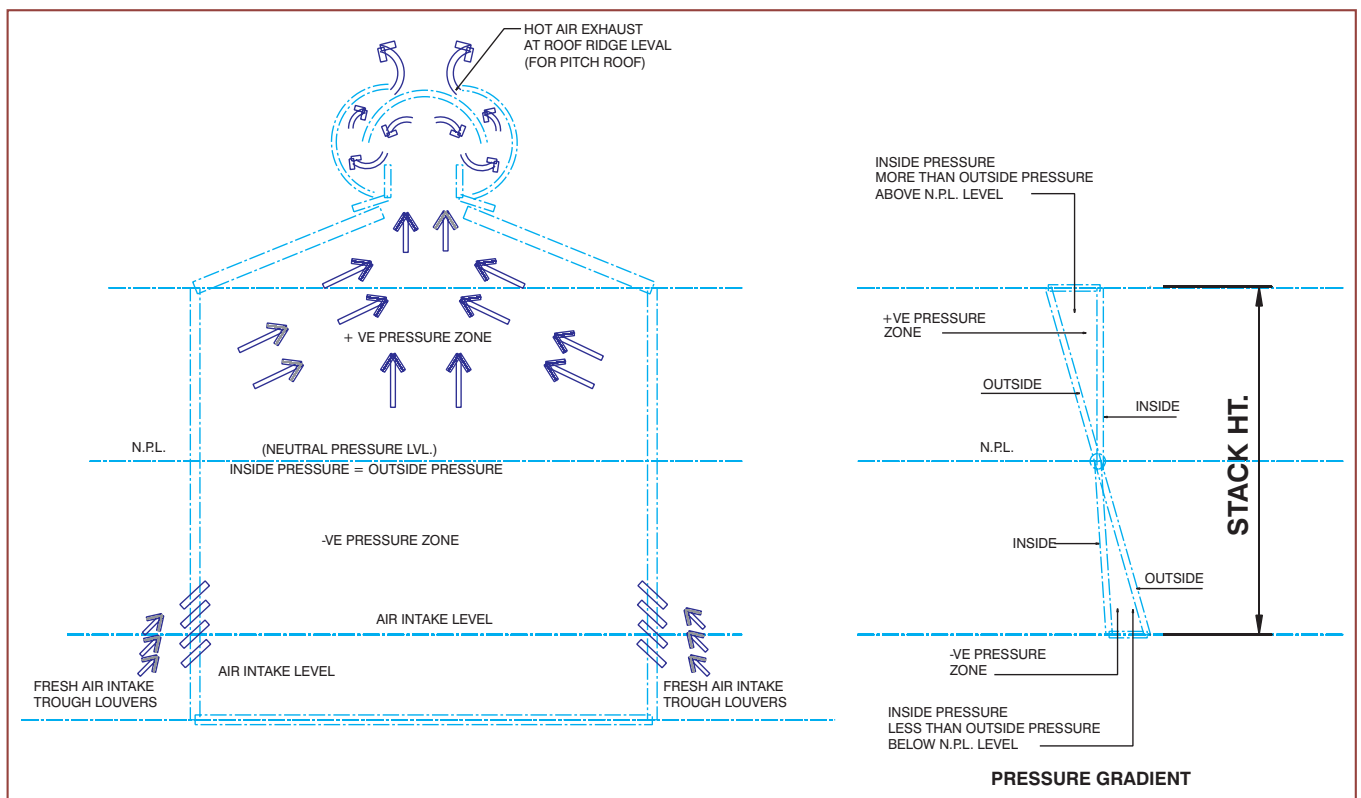 HOT AIR EXHAUST
AT ROOF RIDGE LEVAL
(FOR PITCH ROOF)
+ VE PRESSURE ZONE
N.P.L.
(NEUTRAL PRESSURE LVL.)
INSIDE PRESSURE = OUTSIDE PRESSURE
-VE PRESSURE ZONE
AIR INTAKE LEVEL
AIR INTAKE LEVEL
FRESH AIR INTAKE
TROUGH LOUVERS
FRESH AIR INTAKE
TROUGH LOUVERS
INSIDE PRESSURE
MORE THAN OUTSIDE PRESSURE
ABOVE N.P.L. LEVEL
+VE PRESSURE
ZONE
OUTSIDE
INSIDE
N.P.L.
STACK HT.
INSIDE
OUTSIDE
-VE PRESSURE
ZONE
INSIDE PRESSURE
LESS THAN OUTSIDE PRESSURE
BELOW N.P.L. LEVEL
PRESSURE GRADIENT